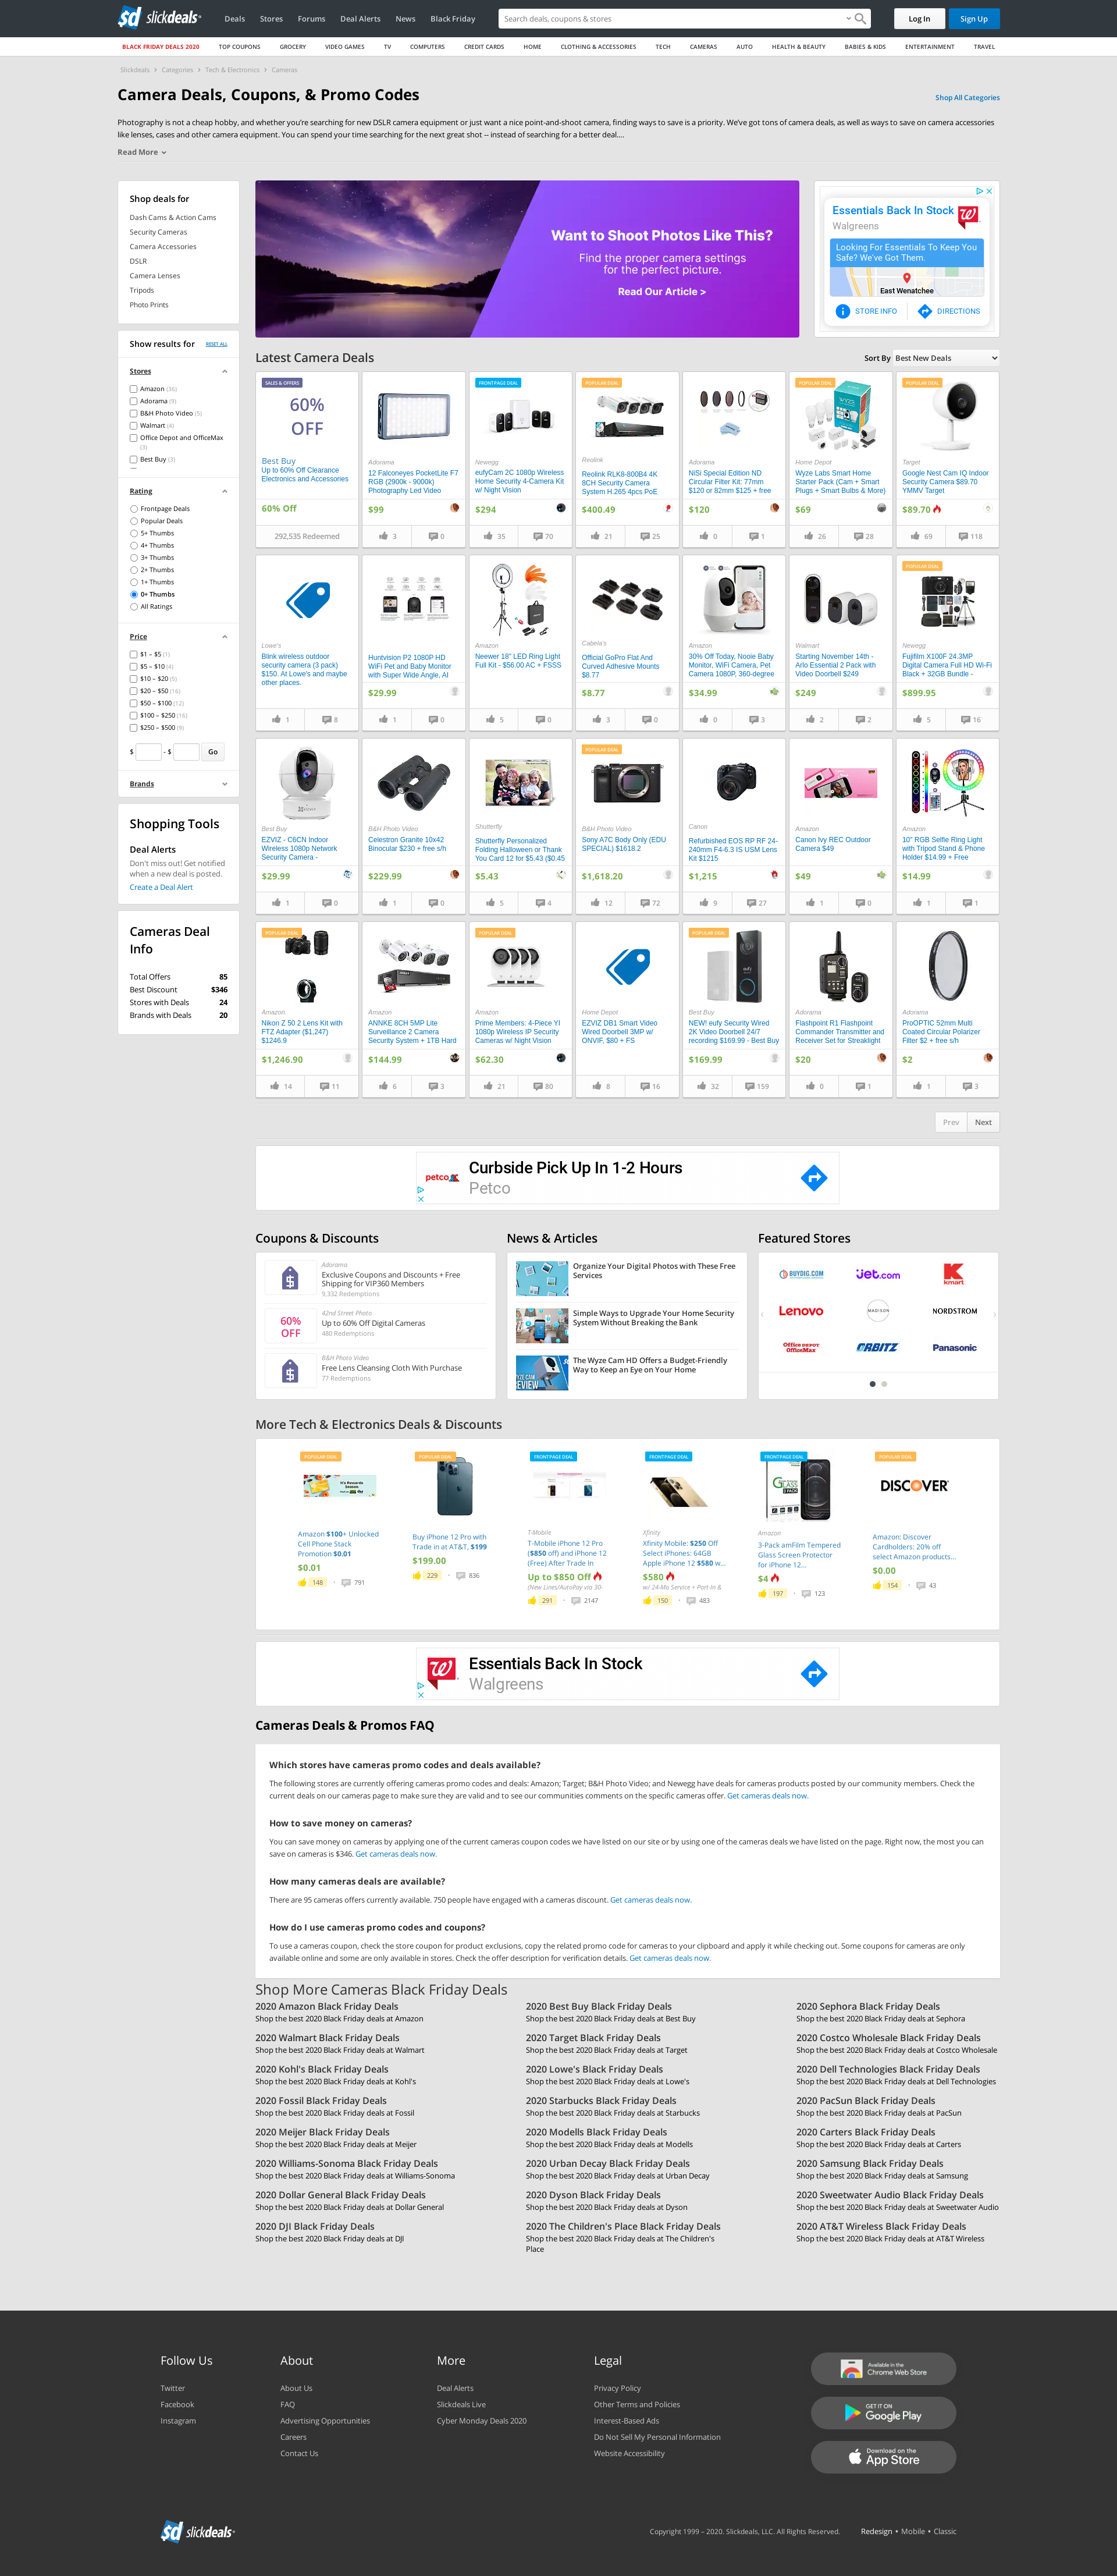 slickdeals
Deals
Stores
Forums
Deal Alerts
News
Black Friday
Search deals, coupons & stores
Log In
Sign Up
BLACK FRIDAY DEALS 2020
TOP COUPONS
GROCERY
VIDEO GAMES
TV
COMPUTERS
CREDIT CARDS
HOME
CLOTHING & ACCESSORIES
TECH
CAMERAS
AUTO
HEALTH & BEAUTY
BABIES & KIDS
ENTERTAINMENT
TRAVEL
Slickdeals › Categories › Tech & Electronics › Cameras
Camera Deals, Coupons, & Promo Codes
Shop All Categories
Photography is not a cheap hobby, and whether you're searching for new DSLR camera equipment or just want a nice point-and-shoot camera, finding ways to save is a priority. We've got tons of camera deals, as well as ways to save on camera accessories
like lenses, cases and other camera equipment. You can spend your time searching for the next great shot -- instead of searching for a better deal....
Read More
Shop deals for
Dash Cams & Action Cams
Security Cameras
Camera Accessories
DSLR
Camera Lenses
Tripods
Photo Prints
Show results for
RESET ALL
Stores
Amazon (36)
Adorama (9)
B&H Photo Video (5)
Walmart (4)
Office Depot and OfficeMax
(3)
Best Buy (3)
Rating
Frontpage Deals
Popular Deals
5+ Thumbs
4+ Thumbs
3+ Thumbs
2+ Thumbs
1+ Thumbs
0+ Thumbs
All Ratings
Price
$1 – $5 (1)
$5 – $10 (4)
$10 – $20 (5)
$20 – $50 (16)
$50 – $100 (12)
$100 – $250 (16)
$250 – $500 (9)
$ - $ Go
Brands
Shopping Tools
Deal Alerts
Don't miss out! Get notified
when a new deal is posted.
Create a Deal Alert
Cameras Deal
Info
Total Offers 85
Best Discount $346
Stores with Deals 24
Brands with Deals 20
Want to Shoot Photos Like This?
Find the proper camera settings
for the perfect picture.
Read Our Article >
Essentials Back In Stock
Walgreens
Looking For Essentials To Keep You
Safe? We've Got Them.
East Wenatchee
STORE INFO
DIRECTIONS
Latest Camera Deals
Sort By Best New Deals
SALES & OFFERS
60%
OFF
Best Buy
Up to 60% Off Clearance
Electronics and Accessories
60% Off
292,535 Redeemed
Adorama
12 Falconeyes PocketLite F7
RGB (2900k - 9000k)
Photography Led Video
$99
3
0
FRONTPAGE DEAL
Newegg
eufyCam 2C 1080p Wireless
Home Security 4-Camera Kit
w/ Night Vision
$294
35
70
POPULAR DEAL
Reolink
Reolink RLK8-800B4 4K
8CH Security Camera
System H.265 4pcs PoE
$400.49
21
25
Adorama
NiSi Special Edition ND
Circular Filter Kit: 77mm
$120 or 82mm $125 + free
$120
0
1
POPULAR DEAL
Home Depot
Wyze Labs Smart Home
Starter Pack (Cam + Smart
Plugs + Smart Bulbs & More)
$69
26
28
POPULAR DEAL
Target
Google Nest Cam IQ Indoor
Security Camera $89.70
YMMV Target
$89.70
69
118
Lowe's
Blink wireless outdoor
security camera (3 pack)
$150. At Lowe's and maybe
other places.
1
8
Huntvision P2 1080P HD
WiFi Pet and Baby Monitor
with Super Wide Angle, AI
$29.99
1
0
Amazon
Neewer 18" LED Ring Light
Full Kit - $56.00 AC + FSSS
5
0
Cabela's
Official GoPro Flat And
Curved Adhesive Mounts
$8.77
$8.77
3
0
Amazon
30% Off Today, Nooie Baby
Monitor, WiFi Camera, Pet
Camera 1080P, 360-degree
$34.99
0
3
Walmart
Starting November 14th -
Arlo Essential 2 Pack with
Video Doorbell $249
$249
2
2
POPULAR DEAL
Newegg
Fujifilm X100F 24.3MP
Digital Camera Full HD Wi-Fi
Black + 32GB Bundle -
$899.95
5
16
Best Buy
EZVIZ - C6CN Indoor
Wireless 1080p Network
Security Camera -
$29.99
1
0
B&H Photo Video
Celestron Granite 10x42
Binocular $230 + free s/h
$229.99
1
0
Shutterfly
Shutterfly Personalized
Folding Halloween or Thank
You Card 12 for $5.43 ($0.45
$5.43
5
4
POPULAR DEAL
B&H Photo Video
Sony A7C Body Only (EDU
SPECIAL) $1618.2
$1,618.20
12
72
Canon
Refurbished EOS RP RF 24-
240mm F4-6.3 IS USM Lens
Kit $1215
$1,215
9
27
Amazon
Canon Ivy REC Outdoor
Camera $49
$49
1
0
Amazon
10" RGB Selfie Ring Light
with Tripod Stand & Phone
Holder $14.99 + Free
$14.99
1
1
POPULAR DEAL
Amazon
Nikon Z 50 2 Lens Kit with
FTZ Adapter ($1,247)
$1246.9
$1,246.90
14
11
Amazon
ANNKE 8CH 5MP Lite
Surveillance 2 Camera
Security System + 1TB Hard
$144.99
6
3
POPULAR DEAL
Amazon
Prime Members: 4-Piece YI
1080p Wireless IP Security
Cameras w/ Night Vision
$62.30
21
80
Home Depot
EZVIZ DB1 Smart Video
Wired Doorbell 3MP w/
ONVIF, $80 + FS
8
16
POPULAR DEAL
Best Buy
NEW! eufy Security Wired
2K Video Doorbell 24/7
recording $169.99 - Best Buy
$169.99
32
159
Adorama
Flashpoint R1 Flashpoint
Commander Transmitter and
Receiver Set for Streaklight
$20
0
1
Adorama
ProOPTIC 52mm Multi
Coated Circular Polarizer
Filter $2 + free s/h
$2
1
3
Prev
Next
petco
Curbside Pick Up In 1-2 Hours
Petco
Coupons & Discounts
Adorama
Exclusive Coupons and Discounts + Free
Shipping for VIP360 Members
9,332 Redemptions
60%
OFF
42nd Street Photo
Up to 60% Off Digital Cameras
480 Redemptions
B&H Photo Video
Free Lens Cleansing Cloth With Purchase
77 Redemptions
News & Articles
Organize Your Digital Photos with These Free
Services
Simple Ways to Upgrade Your Home Security
System Without Breaking the Bank
The Wyze Cam HD Offers a Budget-Friendly
Way to Keep an Eye on Your Home
Featured Stores
BUYDIG.COM
jet.com
kmart
Lenovo
MADISON
NORDSTROM
Office DEPOT
OfficeMax
ORBITZ
Panasonic
More Tech & Electronics Deals & Discounts
POPULAR DEAL
Amazon $100+ Unlocked
Cell Phone Stack
Promotion $0.01
$0.01
148 · 791
POPULAR DEAL
Buy iPhone 12 Pro with
Trade in at AT&T, $199
$199.00
229 · 836
FRONTPAGE DEAL
T-Mobile
T-Mobile iPhone 12 Pro
($850 off) and iPhone 12
(Free) After Trade In
Up to $850 Off
(New Lines/AutoPay via 30-
291 · 2147
FRONTPAGE DEAL
Xfinity
Xfinity Mobile: $250 Off
Select iPhones: 64GB
Apple iPhone 12 $580 w...
$580
w/ 24-Mo Service + Port-In &
150 · 483
FRONTPAGE DEAL
Amazon
3-Pack amFilm Tempered
Glass Screen Protector
for iPhone 12...
$4
197 · 123
POPULAR DEAL
DISCOVER
Amazon: Discover
Cardholders: 20% off
select Amazon products...
$0.00
154 · 43
Essentials Back In Stock
Walgreens
Cameras Deals & Promos FAQ
Which stores have cameras promo codes and deals available?
The following stores are currently offering cameras promo codes and deals: Amazon; Target; B&H Photo Video; and Newegg have deals for cameras products posted by our community members. Check the
current deals on our cameras page to make sure they are valid and to see our communities comments on the specific cameras offer. Get cameras deals now.
How to save money on cameras?
You can save money on cameras by applying one of the current cameras coupon codes we have listed on our site or by using one of the cameras deals we have listed on the page. Right now, the most you can
save on cameras is $346. Get cameras deals now.
How many cameras deals are available?
There are 95 cameras offers currently available. 750 people have engaged with a cameras discount. Get cameras deals now.
How do I use cameras promo codes and coupons?
To use a cameras coupon, check the store coupon for product exclusions, copy the related promo code for cameras to your clipboard and apply it while checking out. Some coupons for cameras are only
available online and some are only available in stores. Check the offer description for verification details. Get cameras deals now.
Shop More Cameras Black Friday Deals
2020 Amazon Black Friday Deals
Shop the best 2020 Black Friday deals at Amazon
2020 Best Buy Black Friday Deals
Shop the best 2020 Black Friday deals at Best Buy
2020 Sephora Black Friday Deals
Shop the best 2020 Black Friday deals at Sephora
2020 Walmart Black Friday Deals
Shop the best 2020 Black Friday deals at Walmart
2020 Target Black Friday Deals
Shop the best 2020 Black Friday deals at Target
2020 Costco Wholesale Black Friday Deals
Shop the best 2020 Black Friday deals at Costco Wholesale
2020 Kohl's Black Friday Deals
Shop the best 2020 Black Friday deals at Kohl's
2020 Lowe's Black Friday Deals
Shop the best 2020 Black Friday deals at Lowe's
2020 Dell Technologies Black Friday Deals
Shop the best 2020 Black Friday deals at Dell Technologies
2020 Fossil Black Friday Deals
Shop the best 2020 Black Friday deals at Fossil
2020 Starbucks Black Friday Deals
Shop the best 2020 Black Friday deals at Starbucks
2020 PacSun Black Friday Deals
Shop the best 2020 Black Friday deals at PacSun
2020 Meijer Black Friday Deals
Shop the best 2020 Black Friday deals at Meijer
2020 Modells Black Friday Deals
Shop the best 2020 Black Friday deals at Modells
2020 Carters Black Friday Deals
Shop the best 2020 Black Friday deals at Carters
2020 Williams-Sonoma Black Friday Deals
Shop the best 2020 Black Friday deals at Williams-Sonoma
2020 Urban Decay Black Friday Deals
Shop the best 2020 Black Friday deals at Urban Decay
2020 Samsung Black Friday Deals
Shop the best 2020 Black Friday deals at Samsung
2020 Dollar General Black Friday Deals
Shop the best 2020 Black Friday deals at Dollar General
2020 Dyson Black Friday Deals
Shop the best 2020 Black Friday deals at Dyson
2020 Sweetwater Audio Black Friday Deals
Shop the best 2020 Black Friday deals at Sweetwater Audio
2020 DJI Black Friday Deals
Shop the best 2020 Black Friday deals at DJI
2020 The Children's Place Black Friday Deals
Shop the best 2020 Black Friday deals at The Children's
Place
2020 AT&T Wireless Black Friday Deals
Shop the best 2020 Black Friday deals at AT&T Wireless
Follow Us
Twitter
Facebook
Instagram
About
About Us
FAQ
Advertising Opportunities
Careers
Contact Us
More
Deal Alerts
Slickdeals Live
Cyber Monday Deals 2020
Legal
Privacy Policy
Other Terms and Policies
Interest-Based Ads
Do Not Sell My Personal Information
Website Accessibility
Available in the
Chrome Web Store
GET IT ON
Google Play
Download on the
App Store
slickdeals
Copyright 1999 – 2020. Slickdeals, LLC. All Rights Reserved.
Redesign • Mobile • Classic